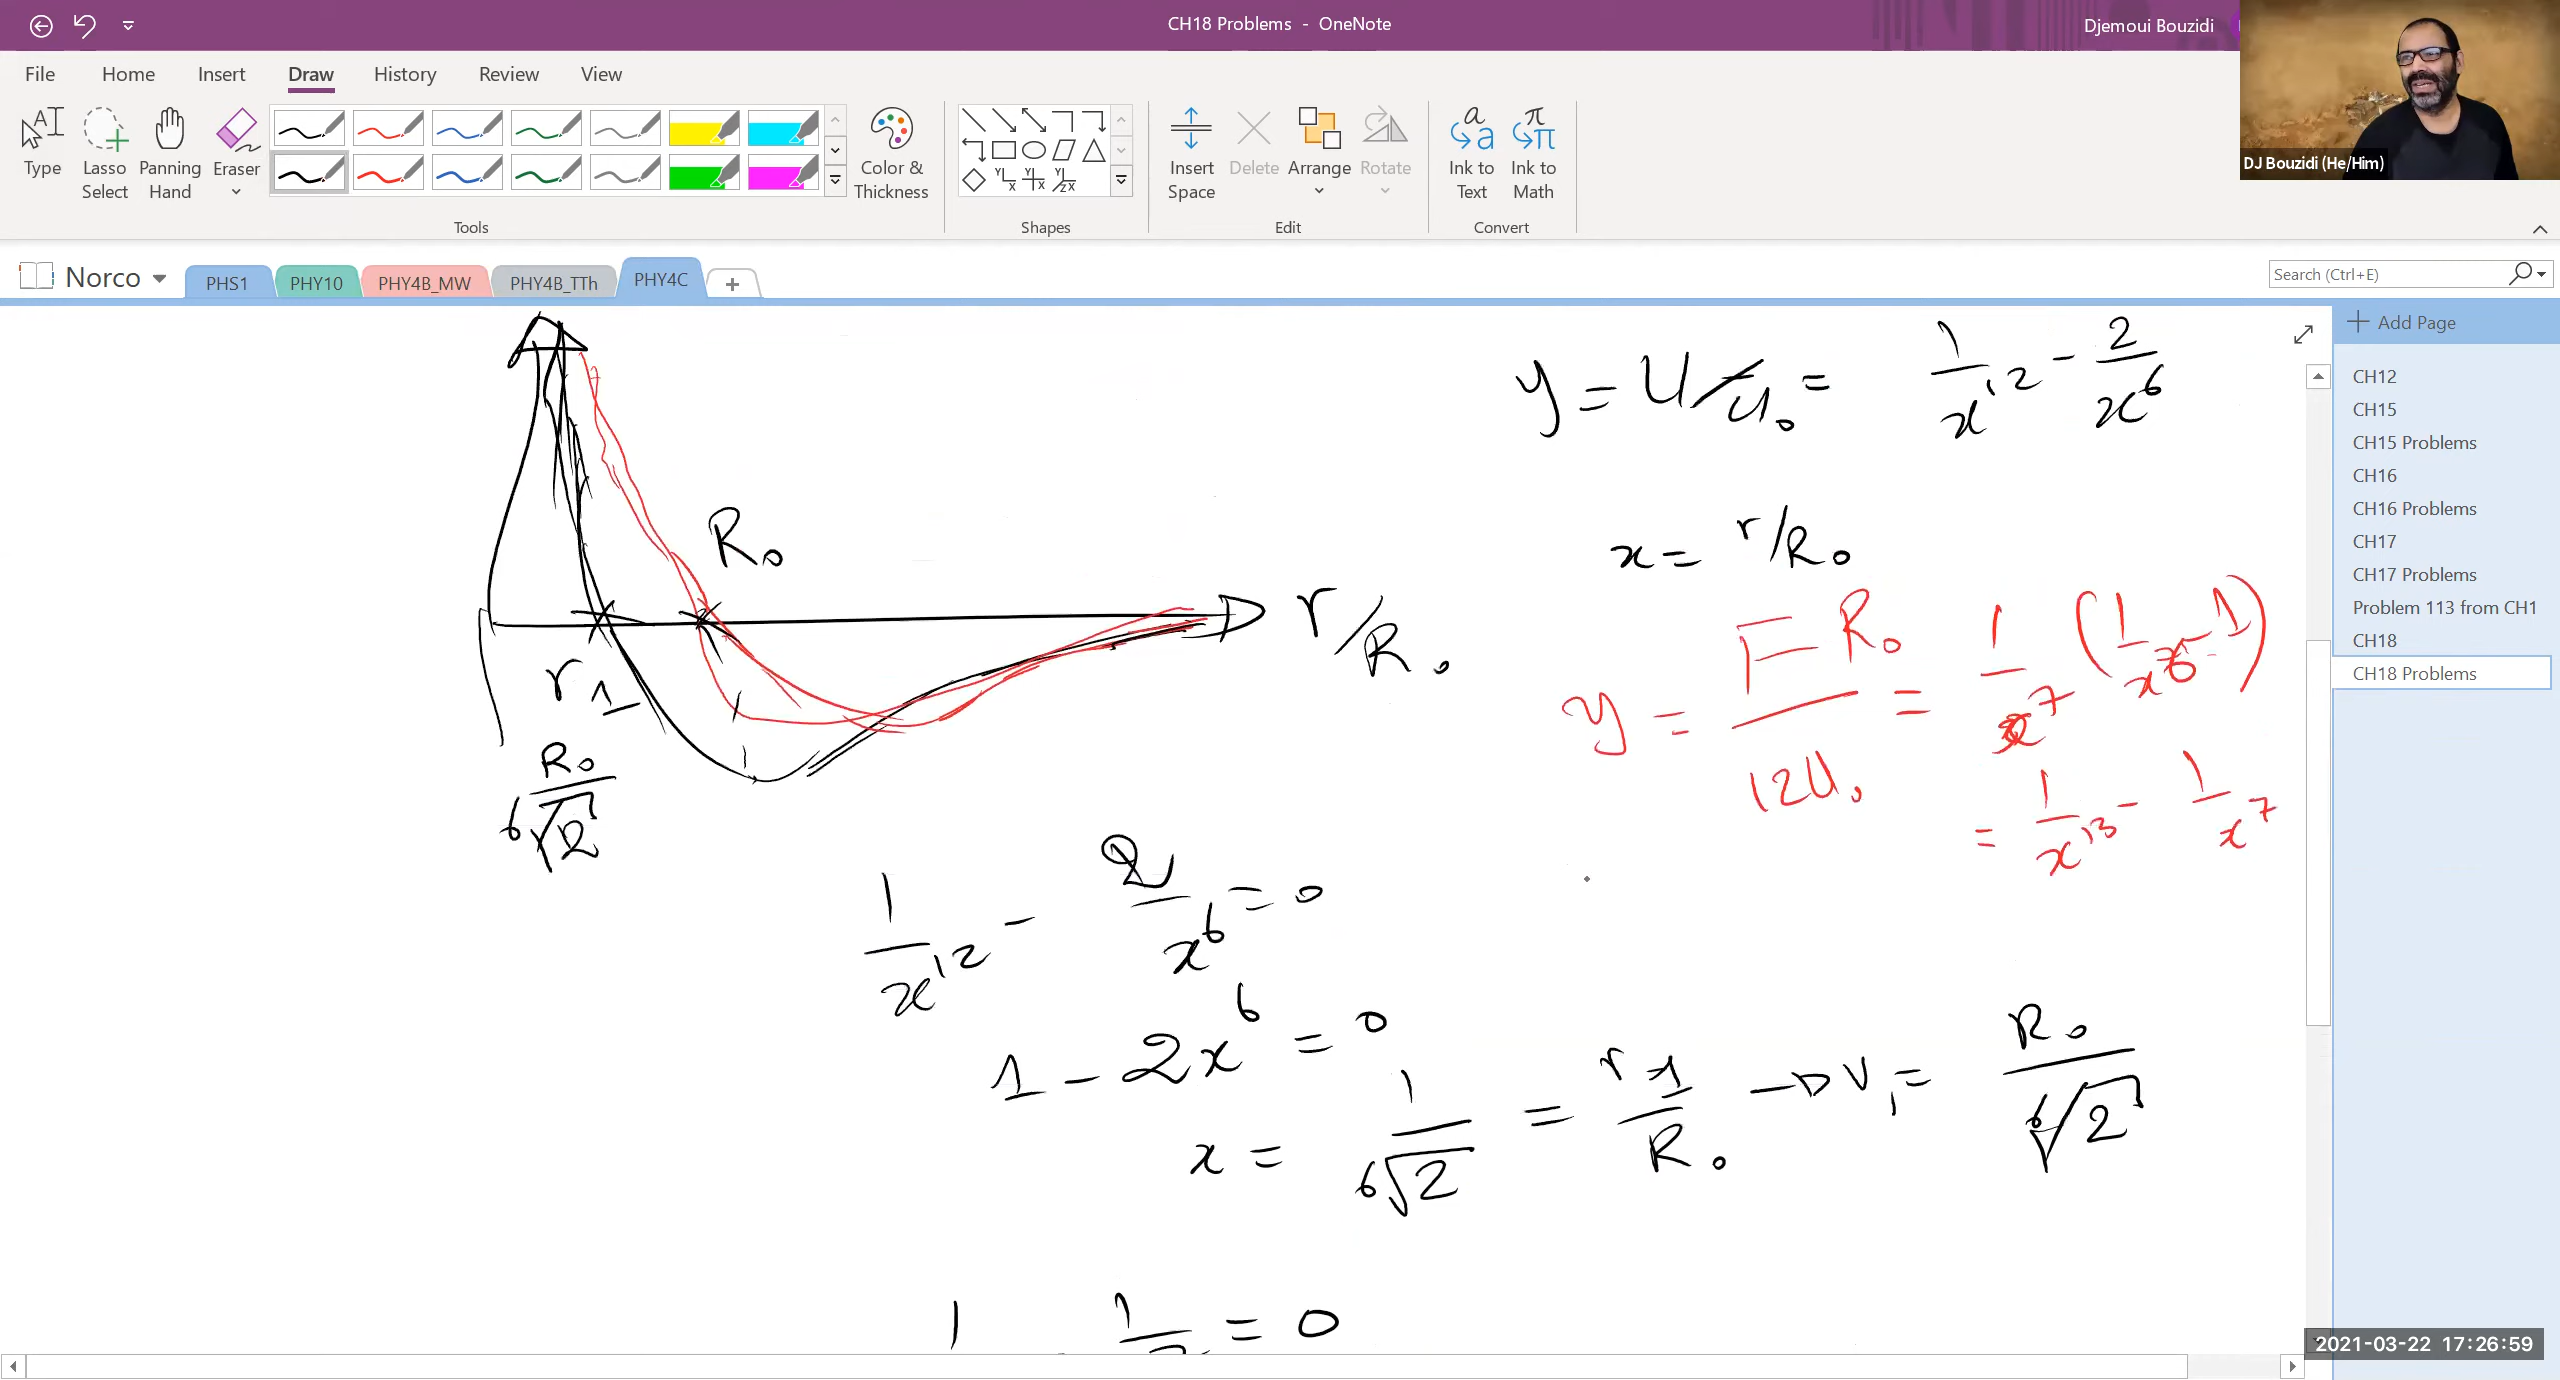 CH18 Problems - OneNote
Djemoui Bouzidi
File Home Insert Draw History Review View
Type
Lasso Select
Panning Hand
Eraser
Color & Thickness
Insert Space
Delete
Arrange
Rotate
Ink to Text
Ink to Math
Tools Shapes Edit Convert
DJ Bouzidi (He/Him)
Norco PHS1 PHY10 PHY4B_MW PHY4B_TTh PHY4C +
Search (Ctrl+E)
Add Page
CH12
CH15
CH15 Problems
CH16
CH16 Problems
CH17
CH17 Problems
Problem 113 from CH1
CH18
CH18 Problems
y = U/U₀ = 1/x¹² - 2/x⁶
x = r/R₀
R₀
r/R₀
r₁
R₀/⁶√2
y = F R₀/12U₀ = 1/x⁷ (1/x⁶ - 1)
= 1/x¹³ - 1/x⁷
1/x¹² - 2/x⁶ = 0
1 - 2x⁶ = 0
x = 1/⁶√2 = r₁/R₀ → r₁ = R₀/⁶√2
= 0
2021-03-22 17:26:59